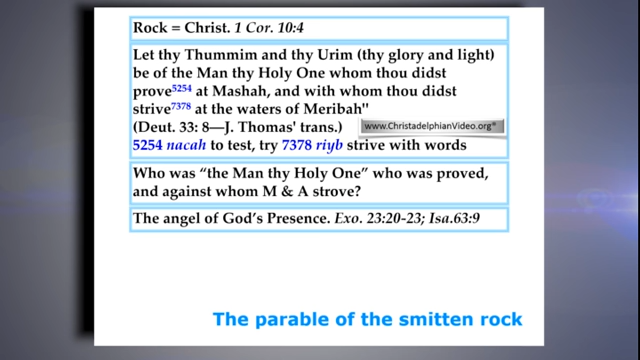 Rock = Christ. 1 Cor. 10:4
Let thy Thummim and thy Urim (thy glory and light)
be of the Man thy Holy One whom thou didst
prove5254 at Mashah, and with whom thou didst
strive7378 at the waters of Meribah"
(Deut. 33: 8—J. Thomas' trans.)
www.ChristadelphianVideo.org®
5254 nacah to test, try 7378 riyb strive with words
Who was “the Man thy Holy One” who was proved,
and against whom M & A strove?
The angel of God’s Presence. Exo. 23:20-23; Isa.63:9
The parable of the smitten rock